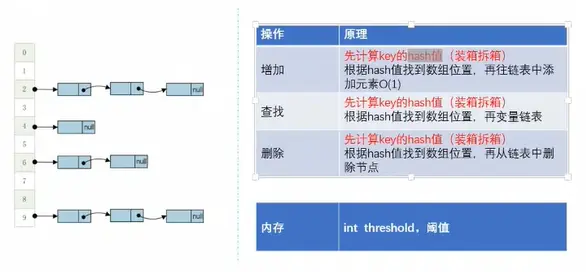 0
1
2
null
3
4
null
5
6
null
7
8
9
null
操作 原理
增加
先计算key的hash值（装箱拆箱）
根据hash值找到数组位置，再往链表中添
加元素O(1)
查找
先计算key的hash值（装箱拆箱）
根据hash值找到数组位置，再变量链表
删除
先计算key的hash值（装箱拆箱）
根据hash值找到数组位置，再从链表中删
除节点
内存 int threshold，阈值